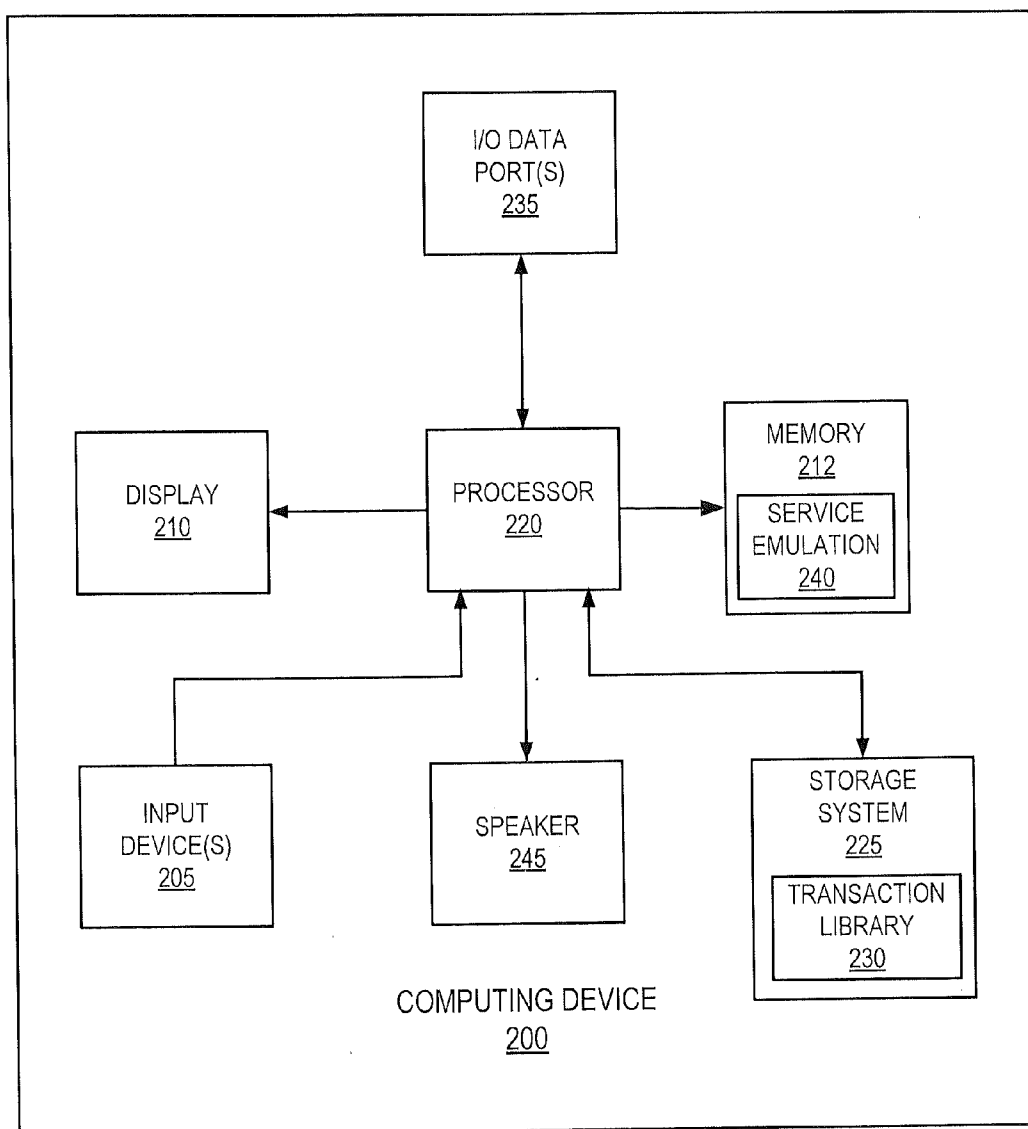 I/O DATA
PORT(S)
235
DISPLAY
210
PROCESSOR
220
MEMORY
212
SERVICE
EMULATION
240
INPUT
DEVICE(S)
205
SPEAKER
245
STORAGE
SYSTEM
225
TRANSACTION
LIBRARY
230
COMPUTING DEVICE
200